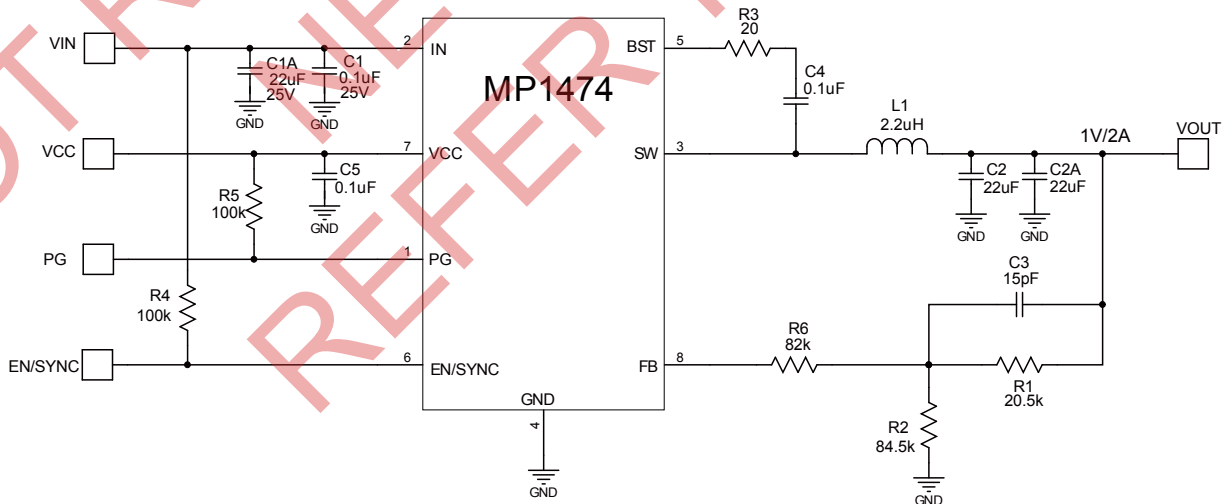 VIN
2
IN
C1A
22uF
25V
GND
C1
0.1uF
25V
GND
MP1474
BST
5
R3
20
C4
0.1uF
L1
2.2uH
1V/2A
VOUT
VCC
7
VCC
C5
0.1uF
GND
SW
3
C2
22uF
GND
C2A
22uF
GND
R5
100k
PG
1
PG
C3
15pF
R4
100k
R6
82k
EN/SYNC
6
EN/SYNC
FB
8
R1
20.5k
R2
84.5k
GND
GND
4
GND
REFER
NE
OT